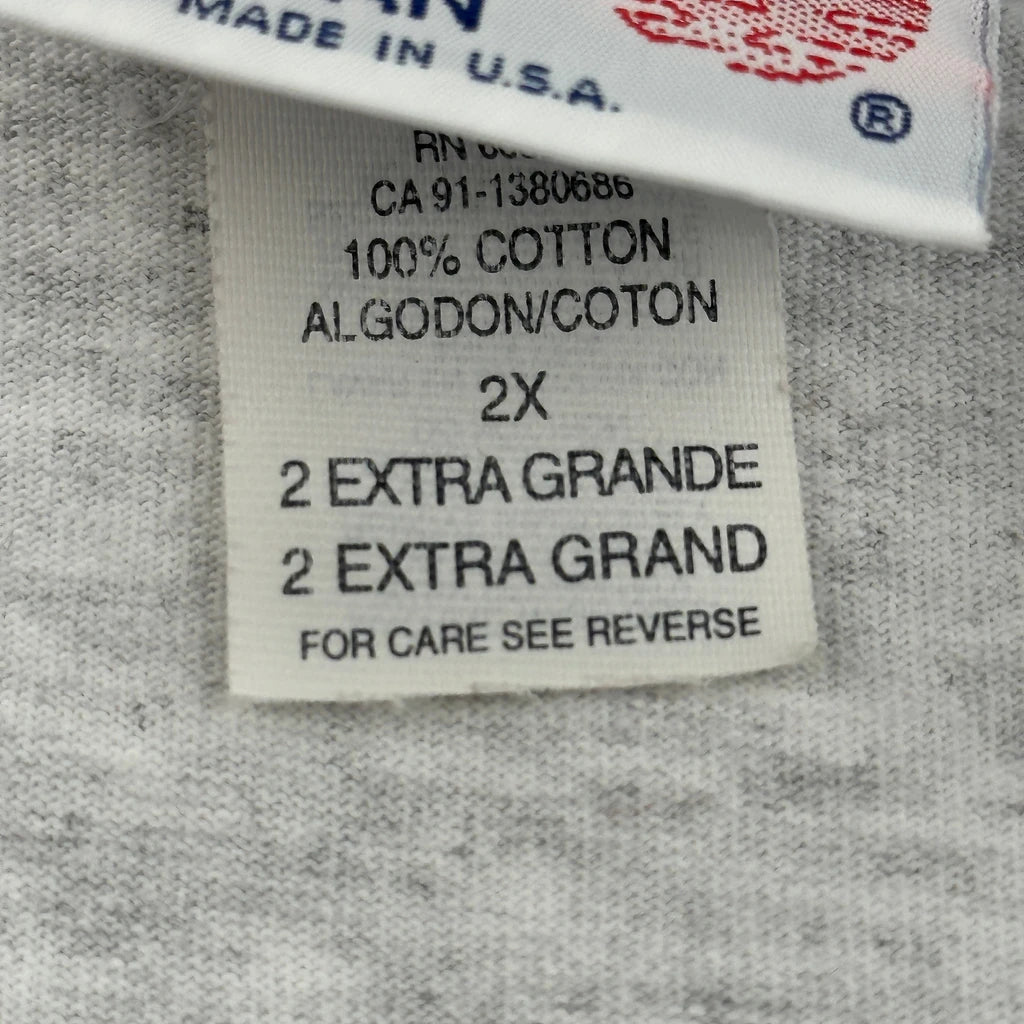 MADE IN U.S.A.
®
RN
CA 91-1380686
100% COTTON
ALGODON/COTON
2X
2 EXTRA GRANDE
2 EXTRA GRAND
FOR CARE SEE REVERSE